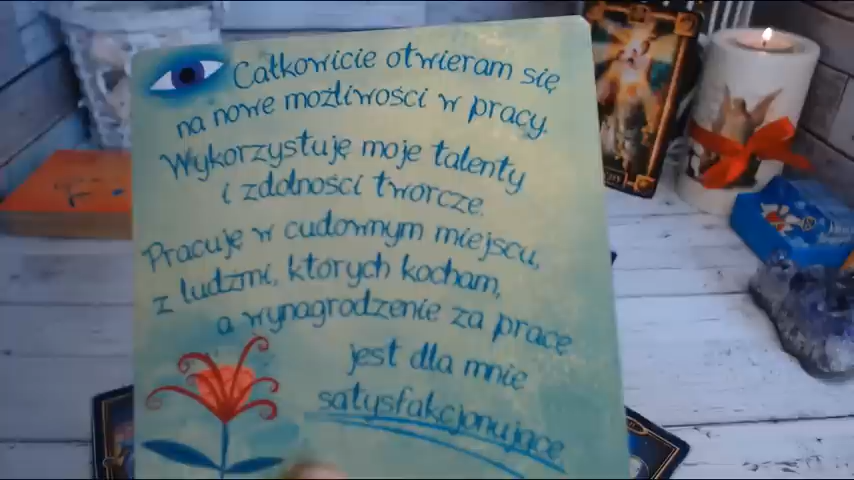 Całkowicie otwieram się
na nowe możliwości w pracy.
Wykorzystuję moje talenty
i zdolności twórcze.
Pracuję w cudownym miejscu,
z ludźmi, których kocham,
a wynagrodzenie za pracę
jest dla mnie
satysfakcjonujące